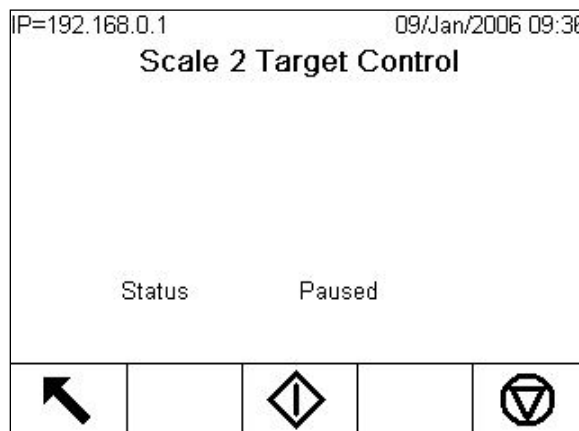 IP=192.168.0.1 09/Jan/2006 09:36
Scale 2 Target Control
Status Paused